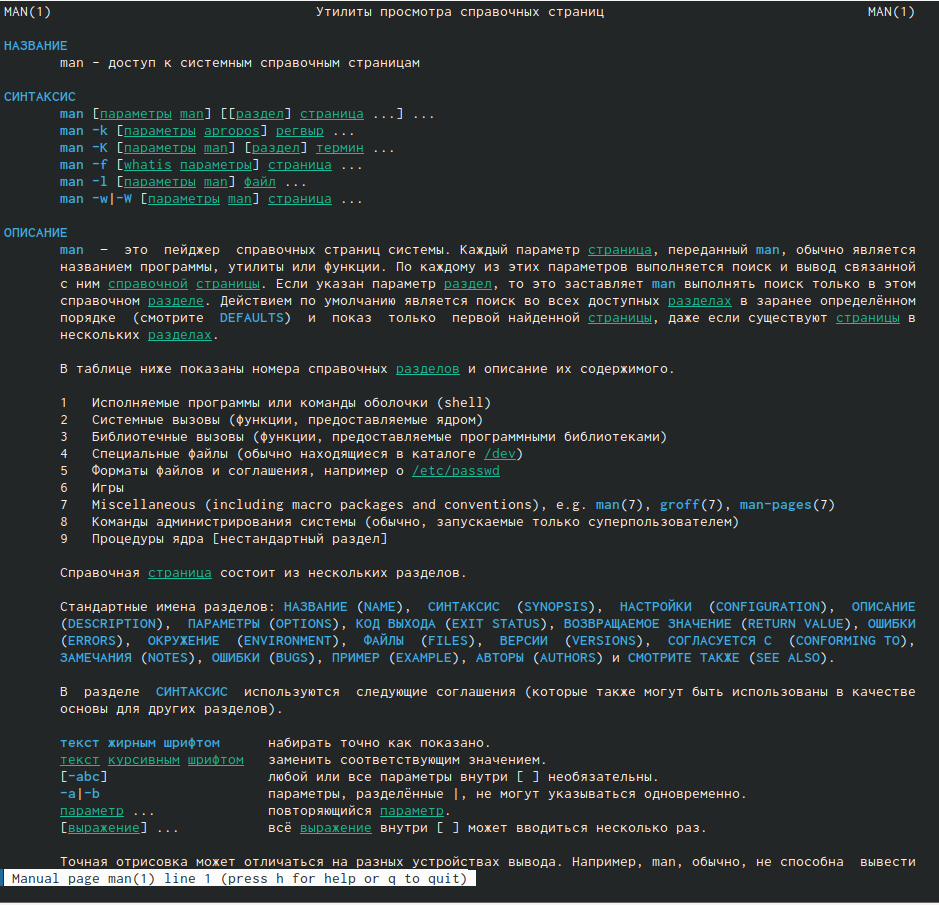 MAN(1) Утилиты просмотра справочных страниц MAN(1)
НАЗВАНИЕ
man - доступ к системным справочным страницам
СИНТАКСИС
man [параметры man] [[раздел] страница ...] ...
man -k [параметры apropos] регвыр ...
man -K [параметры man] [раздел] термин ...
man -f [whatis параметры] страница ...
man -l [параметры man] файл ...
man -w|-W [параметры man] страница ...
ОПИСАНИЕ
man — это пейджер справочных страниц системы. Каждый параметр страница, переданный man, обычно является
названием программы, утилиты или функции. По каждому из этих параметров выполняется поиск и вывод связанной
с ним справочной страницы. Если указан параметр раздел, то это заставляет man выполнять поиск только в этом
справочном разделе. Действием по умолчанию является поиск во всех доступных разделах в заранее определённом
порядке (смотрите DEFAULTS) и показ только первой найденной страницы, даже если существуют страницы в
нескольких разделах.
В таблице ниже показаны номера справочных разделов и описание их содержимого.
1 Исполняемые программы или команды оболочки (shell)
2 Системные вызовы (функции, предоставляемые ядром)
3 Библиотечные вызовы (функции, предоставляемые программными библиотеками)
4 Специальные файлы (обычно находящиеся в каталоге /dev)
5 Форматы файлов и соглашения, например о /etc/passwd
6 Игры
7 Miscellaneous (including macro packages and conventions), e.g. man(7), groff(7), man-pages(7)
8 Команды администрирования системы (обычно, запускаемые только суперпользователем)
9 Процедуры ядра [нестандартный раздел]
Справочная страница состоит из нескольких разделов.
Стандартные имена разделов: НАЗВАНИЕ (NAME), СИНТАКСИС (SYNOPSIS), НАСТРОЙКИ (CONFIGURATION), ОПИСАНИЕ
(DESCRIPTION), ПАРАМЕТРЫ (OPTIONS), КОД ВЫХОДА (EXIT STATUS), ВОЗВРАЩАЕМОЕ ЗНАЧЕНИЕ (RETURN VALUE), ОШИБКИ
(ERRORS), ОКРУЖЕНИЕ (ENVIRONMENT), ФАЙЛЫ (FILES), ВЕРСИИ (VERSIONS), СОГЛАСУЕТСЯ С (CONFORMING TO),
ЗАМЕЧАНИЯ (NOTES), ОШИБКИ (BUGS), ПРИМЕР (EXAMPLE), АВТОРЫ (AUTHORS) и СМОТРИТЕ ТАКЖЕ (SEE ALSO).
В разделе СИНТАКСИС используются следующие соглашения (которые также могут быть использованы в качестве
основы для других разделов).
текст жирным шрифтом набирать точно как показано.
текст курсивным шрифтом заменить соответствующим значением.
[-abc] любой или все параметры внутри [ ] необязательны.
-a|-b параметры, разделённые |, не могут указываться одновременно.
параметр ... повторяющийся параметр.
[выражение] ... всё выражение внутри [ ] может вводиться несколько раз.
Точная отрисовка может отличаться на разных устройствах вывода. Например, man, обычно, не способна вывести
Manual page man(1) line 1 (press h for help or q to quit)